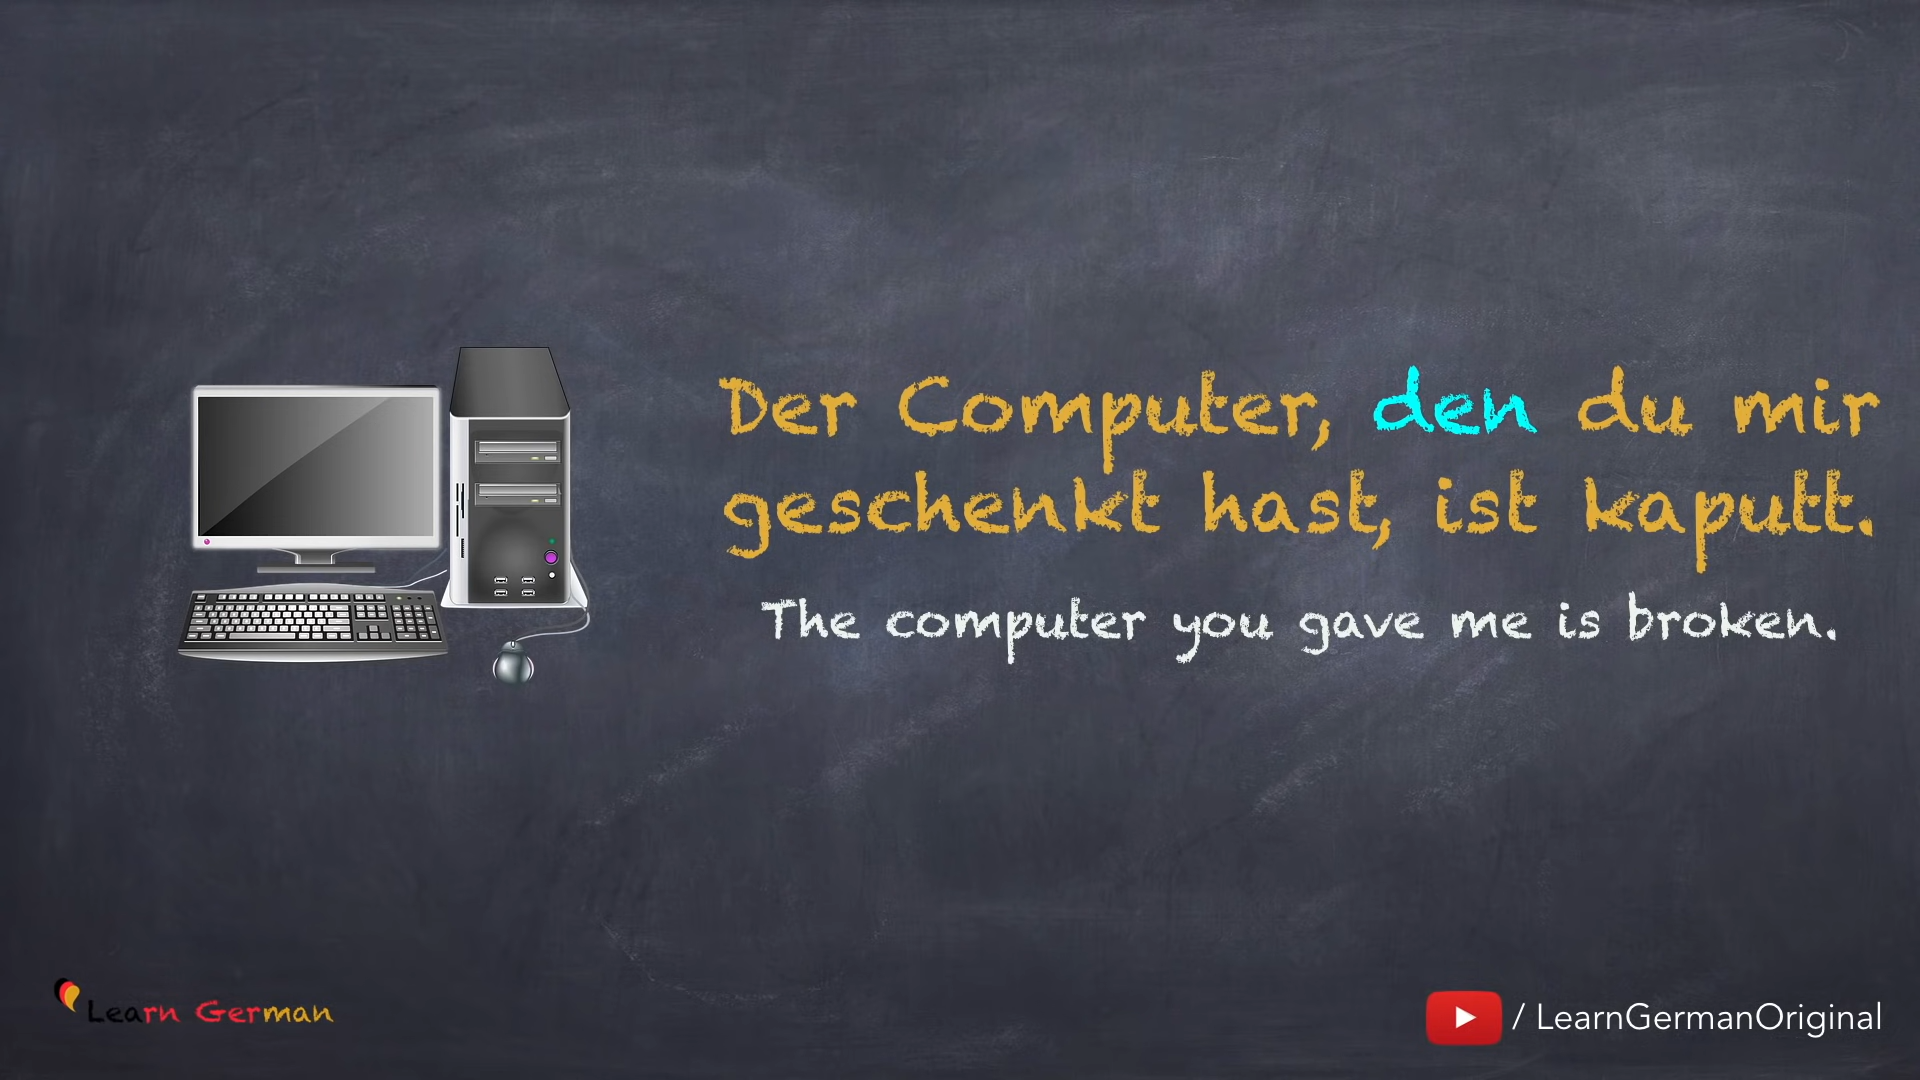 Der Computer, den du mir
geschenkt hast, ist kaputt.
The computer you gave me is broken.
Learn German
/ LearnGermanOriginal